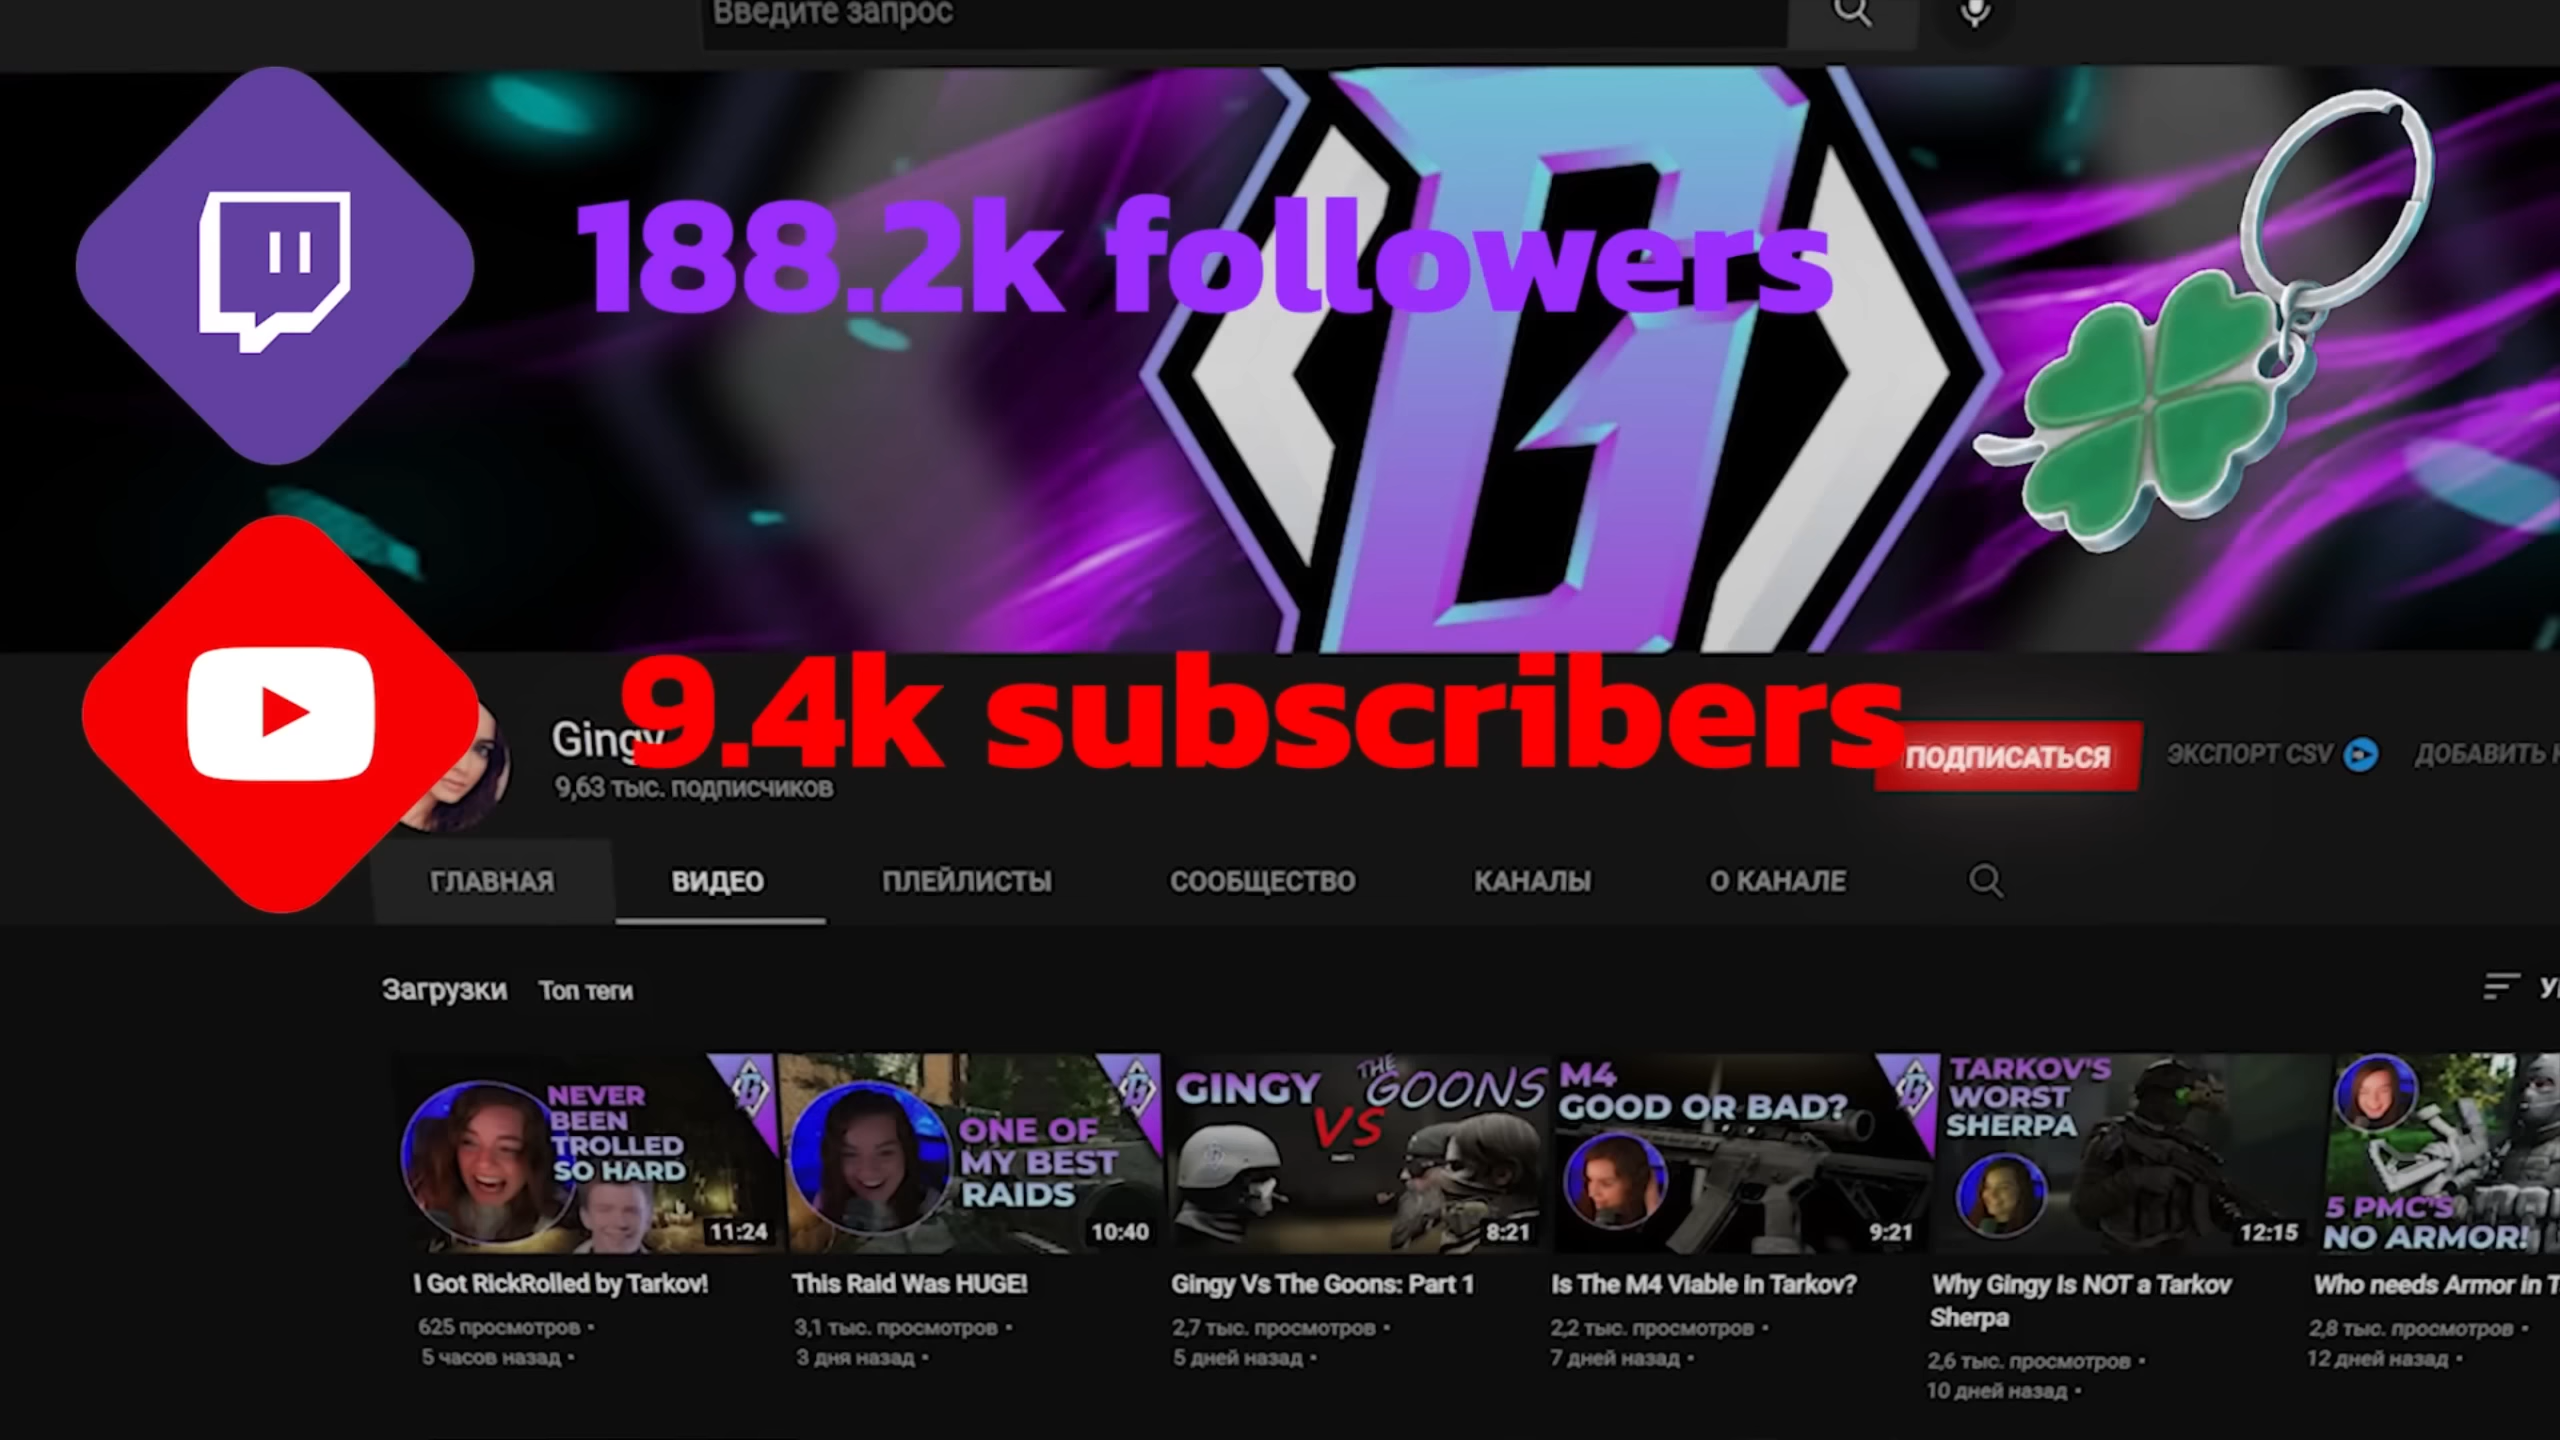 Введите запрос
188.2k followers
9.4k subscribers
Gingy
9,63 тыс. подписчиков
ПОДПИСАТЬСЯ
ЭКСПОРТ CSV
ДОБАВИТЬ
ГЛАВНАЯ
ВИДЕО
ПЛЕЙЛИСТЫ
СООБЩЕСТВО
КАНАЛЫ
О КАНАЛЕ
Загрузки
Топ теги
NEVER
BEEN
TROLLED
SO HARD
11:24
ONE OF
MY BEST
RAIDS
10:40
GINGY
VS
THE
GOONS
8:21
M4
GOOD OR BAD?
9:21
TARKOV'S
WORST
SHERPA
12:15
5 PMC'S
NO ARMOR!
I Got RickRolled by Tarkov!
625 просмотров •
5 часов назад •
This Raid Was HUGE!
3,1 тыс. просмотров •
3 дня назад •
Gingy Vs The Goons: Part 1
2,7 тыс. просмотров •
5 дней назад •
Is The M4 Viable in Tarkov?
2,2 тыс. просмотров •
7 дней назад •
Why Gingy Is NOT a Tarkov
Sherpa
2,6 тыс. просмотров •
10 дней назад •
Who needs Armor in T
2,8 тыс. просмотров •
12 дней назад •